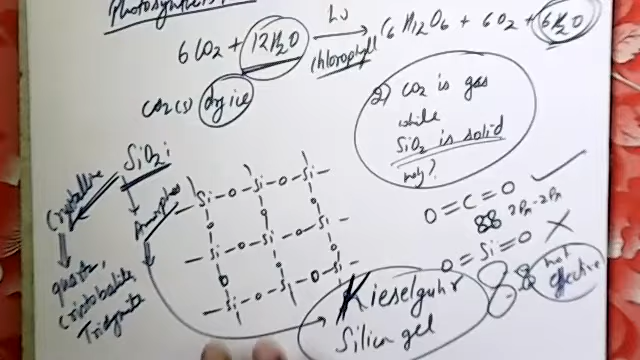 Photosynthesis
6CO2 + 12H2O hν → C6H12O6 + 6O2 + 6H2O
chlorophyll
CO2(s) dry ice
2) CO2 is gas
while
SiO2 is solid
why?
SiO2
Crystalline
Amorphous
quartz,
cristobalite,
Tridymite
Si-O-Si-O-Si
O O O
Si-O-Si-O-Si
O O O
Si-O-Si-O-Si
O=C=O
2Pπ-2Pπ
O=Si=O
not
effective
Kieselguhr
Silica gel